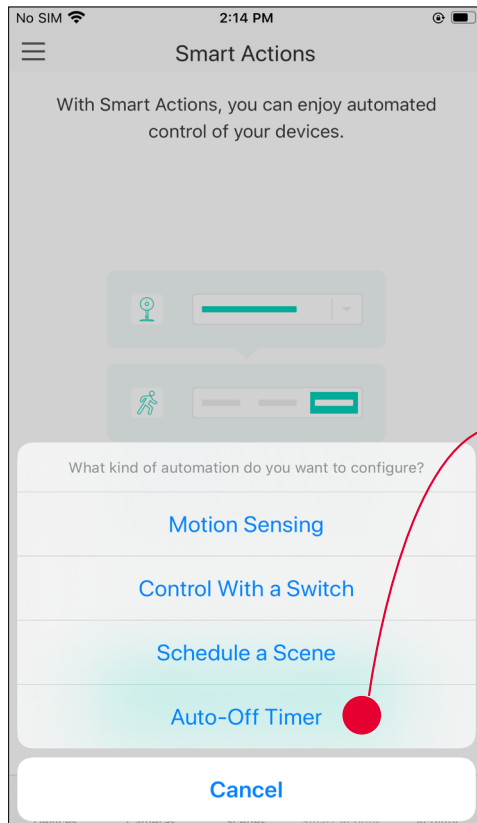 No SIM 2:14 PM
Smart Actions
With Smart Actions, you can enjoy automated
control of your devices.
What kind of automation do you want to configure?
Motion Sensing
Control With a Switch
Schedule a Scene
Auto-Off Timer
Cancel